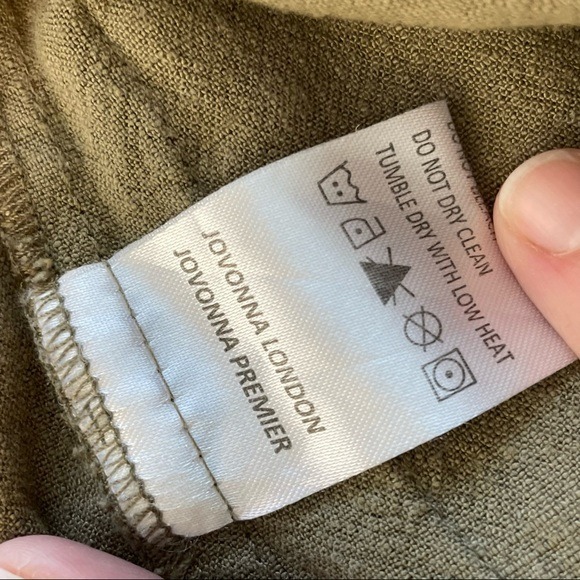 DO NOT DRY CLEAN
TUMBLE DRY WITH LOW HEAT
JOVONNA LONDON
JOVONNA PREMIER